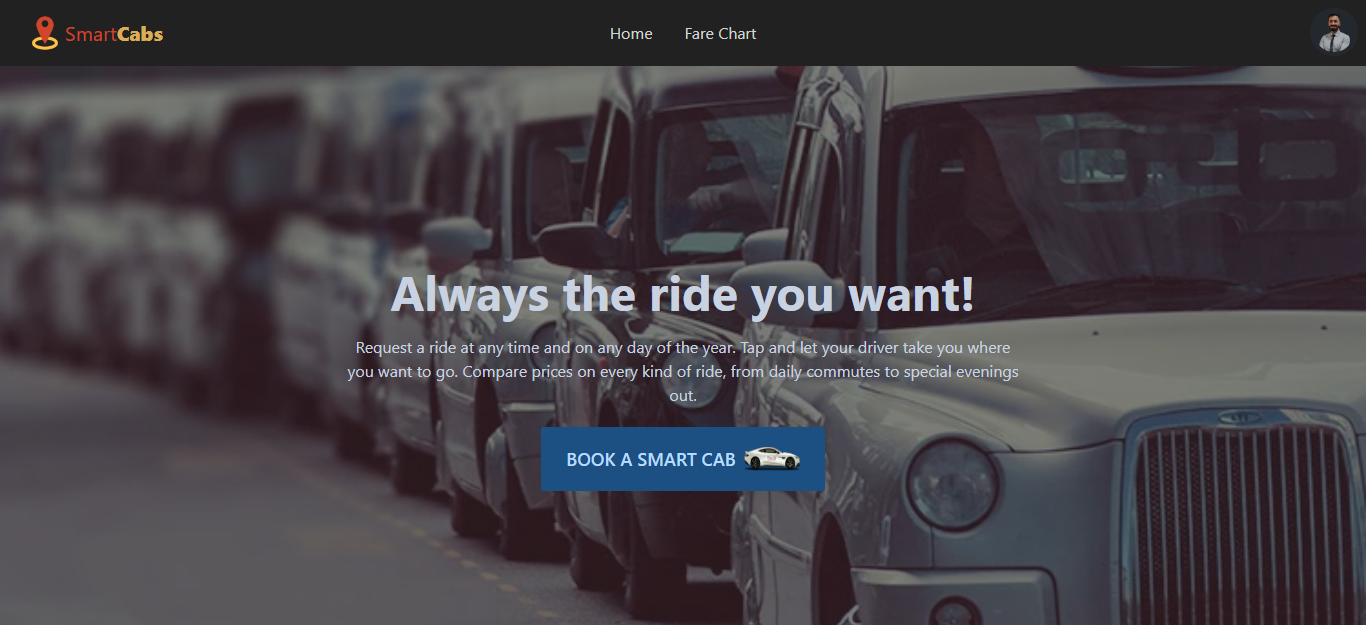 SmartCabs
Home
Fare Chart
Always the ride you want!
Request a ride at any time and on any day of the year. Tap and let your driver take you where
you want to go. Compare prices on every kind of ride, from daily commutes to special evenings
out.
BOOK A SMART CAB